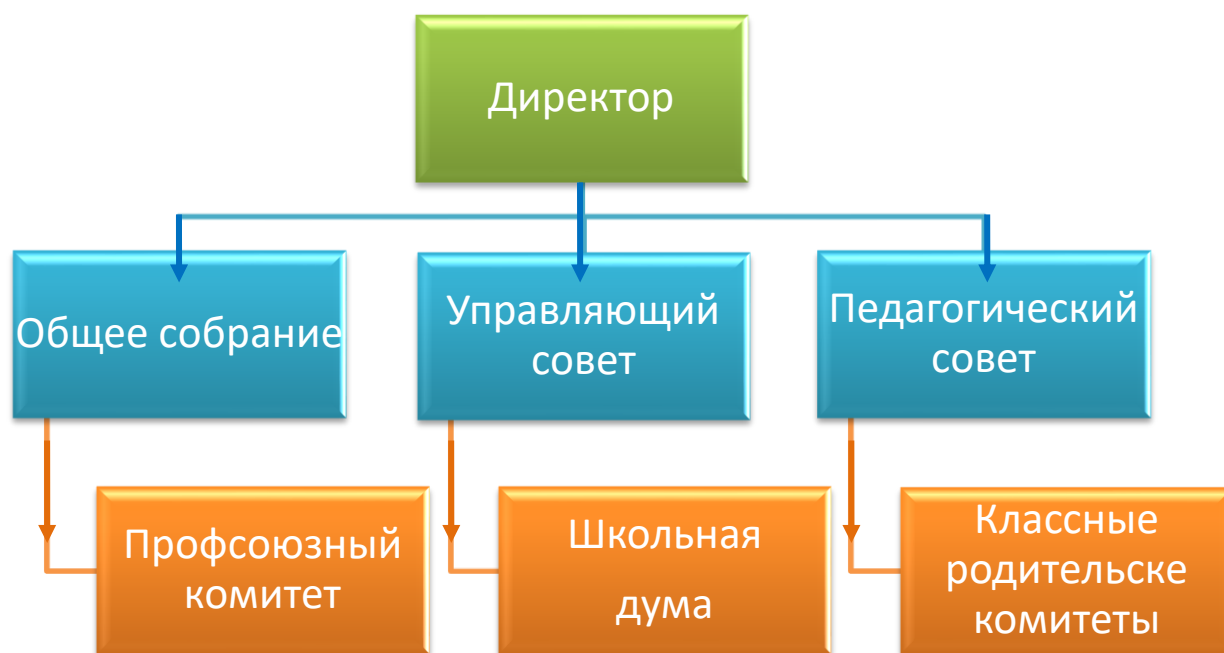 Директор
Общее собрание
Управляющий
совет
Педагогический
совет
Профсоюзный
комитет
Школьная
дума
Классные
родительске
комитеты